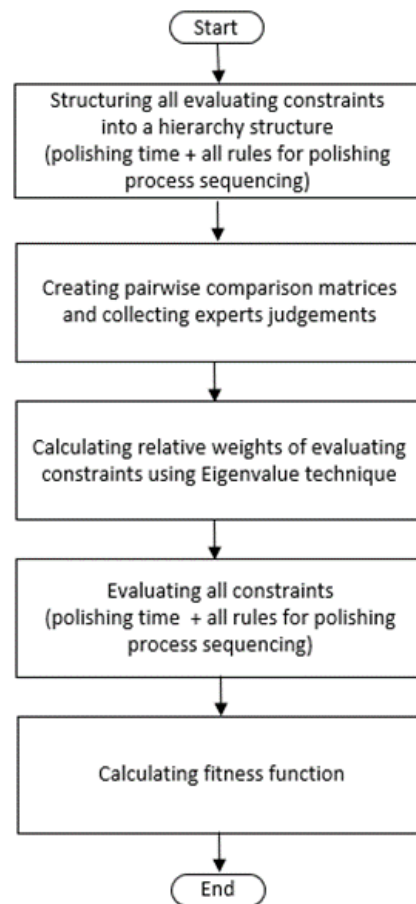 Start
Structuring all evaluating constraints
into a hierarchy structure
(polishing time + all rules for polishing
process sequencing)
Creating pairwise comparison matrices
and collecting experts judgements
Calculating relative weights of evaluating
constraints using Eigenvalue technique
Evaluating all constraints
(polishing time + all rules for polishing
process sequencing)
Calculating fitness function
End